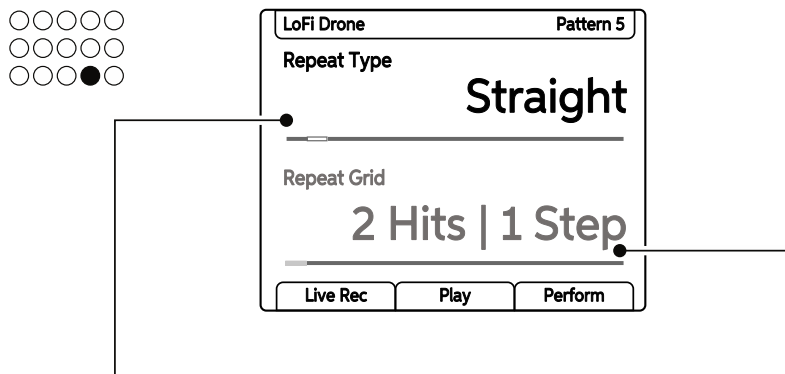 LoFi Drone Pattern 5
Repeat Type
Straight
Repeat Grid
2 Hits | 1 Step
Live Rec Play Perform